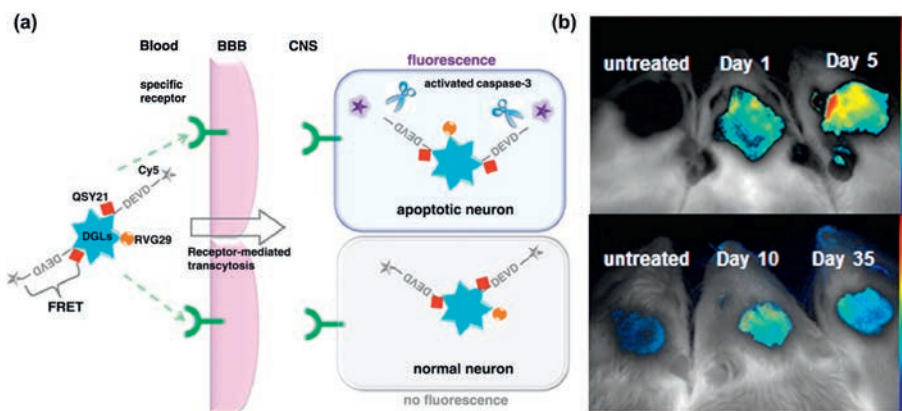 (a)
Blood
BBB
CNS
specific
receptor
Cy5
DEVD
QSY21
DGLs
RVG29
DEVD
FRET
Receptor-mediated
transcytosis
fluorescence
activated caspase-3
DEVD
DEVD
apoptotic neuron
DEVD
DEVD
normal neuron
no fluorescence
(b)
untreated
Day 1
Day 5
untreated
Day 10
Day 35